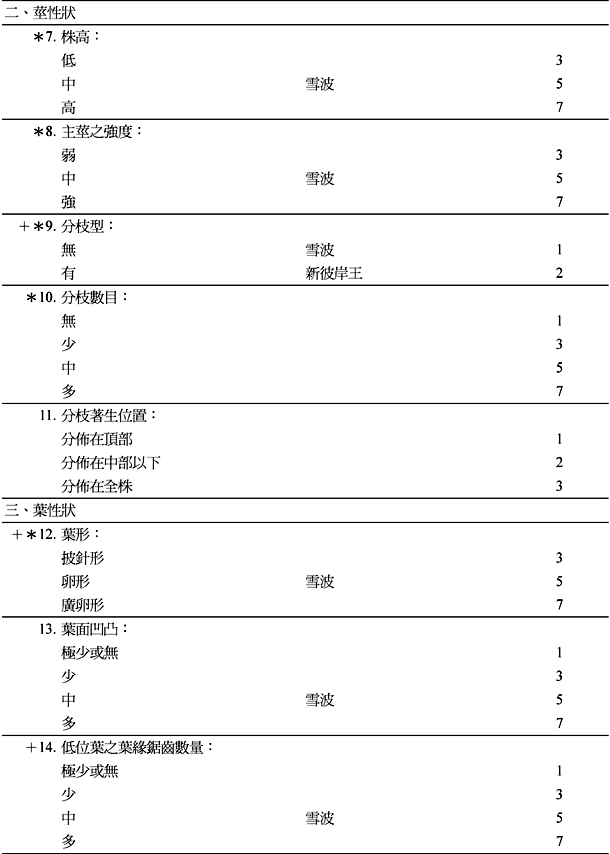 二、莖性狀
＊7. 株高：
低 3
中 雪波 5
高 7
＊8. 主莖之強度：
弱 3
中 雪波 5
強 7
＋＊9. 分枝型：
無 雪波 1
有 新彼岸王 2
＊10. 分枝數目：
無 1
少 3
中 5
多 7
11. 分枝著生位置：
分佈在頂部 1
分佈在中部以下 2
分佈在全株 3
三、葉性狀
＋＊12. 葉形：
披針形 3
卵形 雪波 5
廣卵形 7
13. 葉面凹凸：
極少或無 1
少 3
中 雪波 5
多 7
＋14. 低位葉之葉緣鋸齒數量：
極少或無 1
少 3
中 雪波 5
多 7